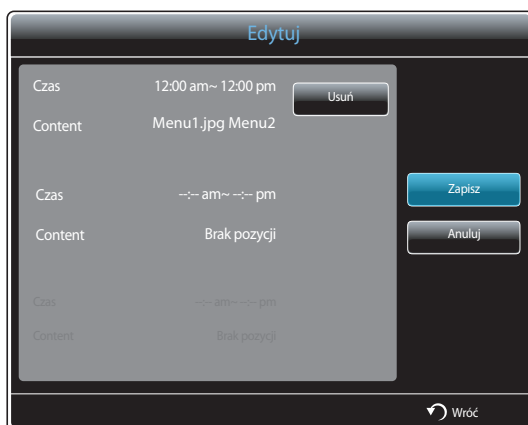 Edytuj
Czas 12:00 am~ 12:00 pm Usuń
Content Menu1.jpg Menu2
Czas --:-- am~ --:-- pm
Zapisz
Content Brak pozycji
Anuluj
Czas --:-- am~ --:-- pm
Content Brak pozycji
Wróć